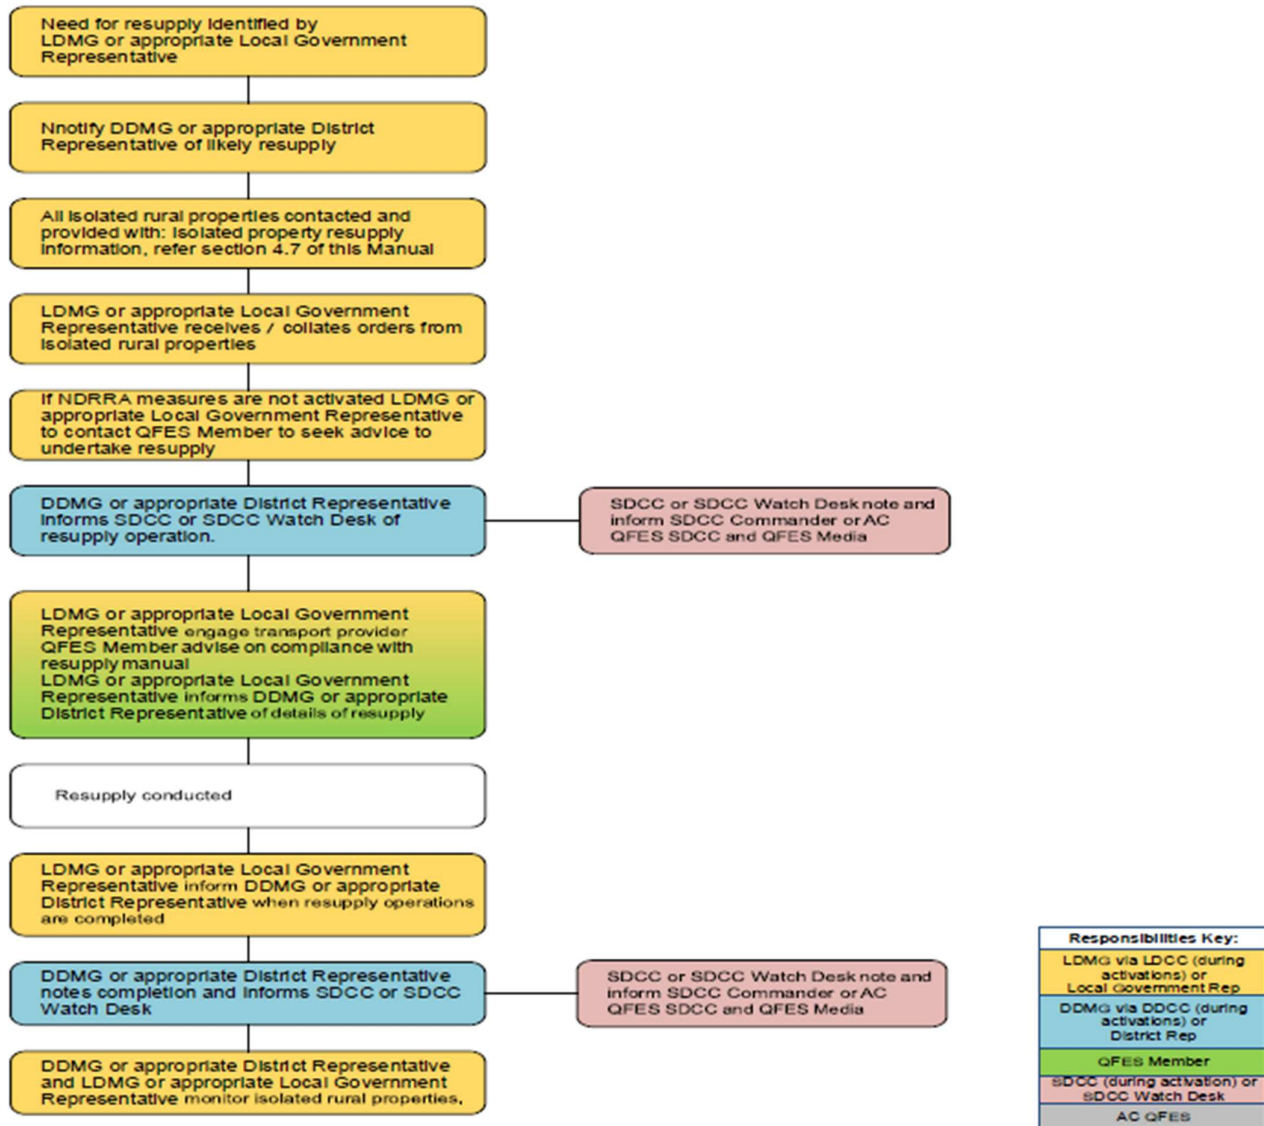 Need for resupply identified by
LDMG or appropriate Local Government
Representative
Nnotify DDMG or appropriate District
Representative of likely resupply
All isolated rural properties contacted and
provided with: Isolated property resupply
information, refer section 4.7 of this Manual
LDMG or appropriate Local Government
Representative receives / collates orders from
isolated rural properties
If NDRRA measures are not activated LDMG or
appropriate Local Government Representative
to contact QFES Member to seek advice to
undertake resupply
DDMG or appropriate District Representative
informs SDCC or SDCC Watch Desk of
resupply operation.
SDCC or SDCC Watch Desk note and
inform SDCC Commander or AC
QFES SDCC and QFES Media
LDMG or appropriate Local Government
Representative engage transport provider
QFES Member advise on compliance with
resupply manual
LDMG or appropriate Local Government
Representative informs DDMG or appropriate
District Representative of details of resupply
Resupply conducted
LDMG or appropriate Local Government
Representative inform DDMG or appropriate
District Representative when resupply operations
are completed
DDMG or appropriate District Representative
notes completion and informs SDCC or SDCC
Watch Desk
SDCC or SDCC Watch Desk note and
inform SDCC Commander or AC
QFES SDCC and QFES Media
DDMG or appropriate District Representative
and LDMG or appropriate Local Government
Representative monitor isolated rural properties.
Responsibilities Key:
LDMG via LDCC (during
activations) or
Local Government Rep
DDMG via DDCC (during
activations) or
District Rep
QFES Member
SDCC (during activation) or
SDCC Watch Desk
AC QFES